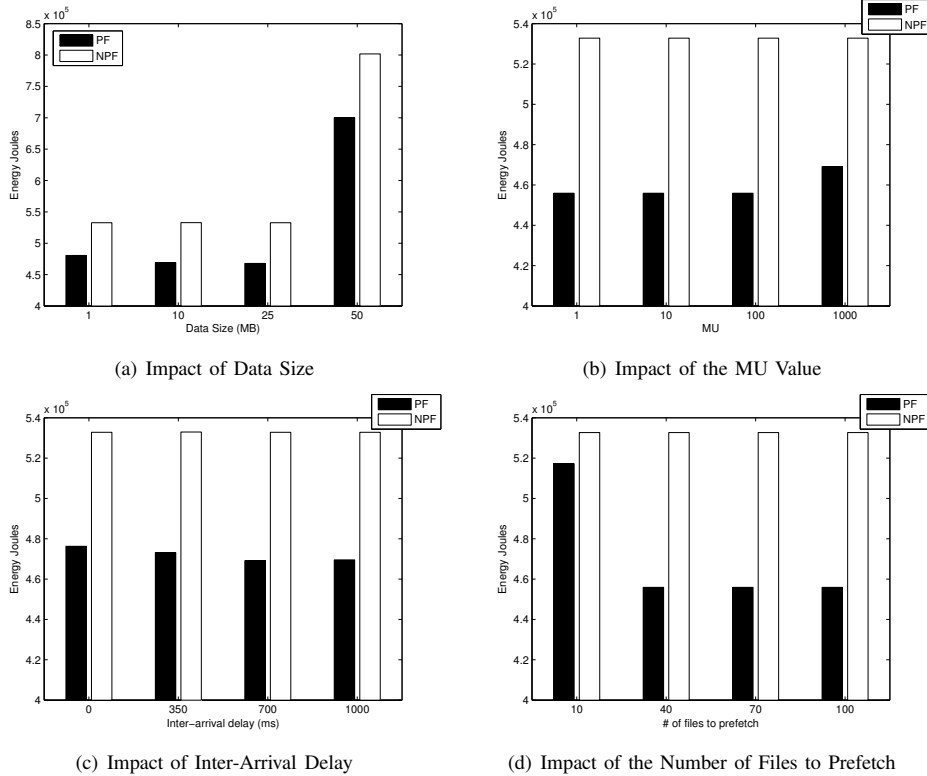 x 10^5
PF
NPF
8.5
8
7.5
7
6.5
6
5.5
5
4.5
4
Energy Joules
1 10 25 50
Data Size (MB)
(a) Impact of Data Size
x 10^5
PF
NPF
5.4
5.2
5
4.8
4.6
4.4
4.2
4
Energy Joules
1 10 100 1000
MU
(b) Impact of the MU Value
x 10^5
PF
NPF
5.4
5.2
5
4.8
4.6
4.4
4.2
4
Energy Joules
0 350 700 1000
Inter−arrival delay (ms)
(c) Impact of Inter-Arrival Delay
x 10^5
PF
NPF
5.4
5.2
5
4.8
4.6
4.4
4.2
4
Energy Joules
10 40 70 100
# of files to prefetch
(d) Impact of the Number of Files to Prefetch